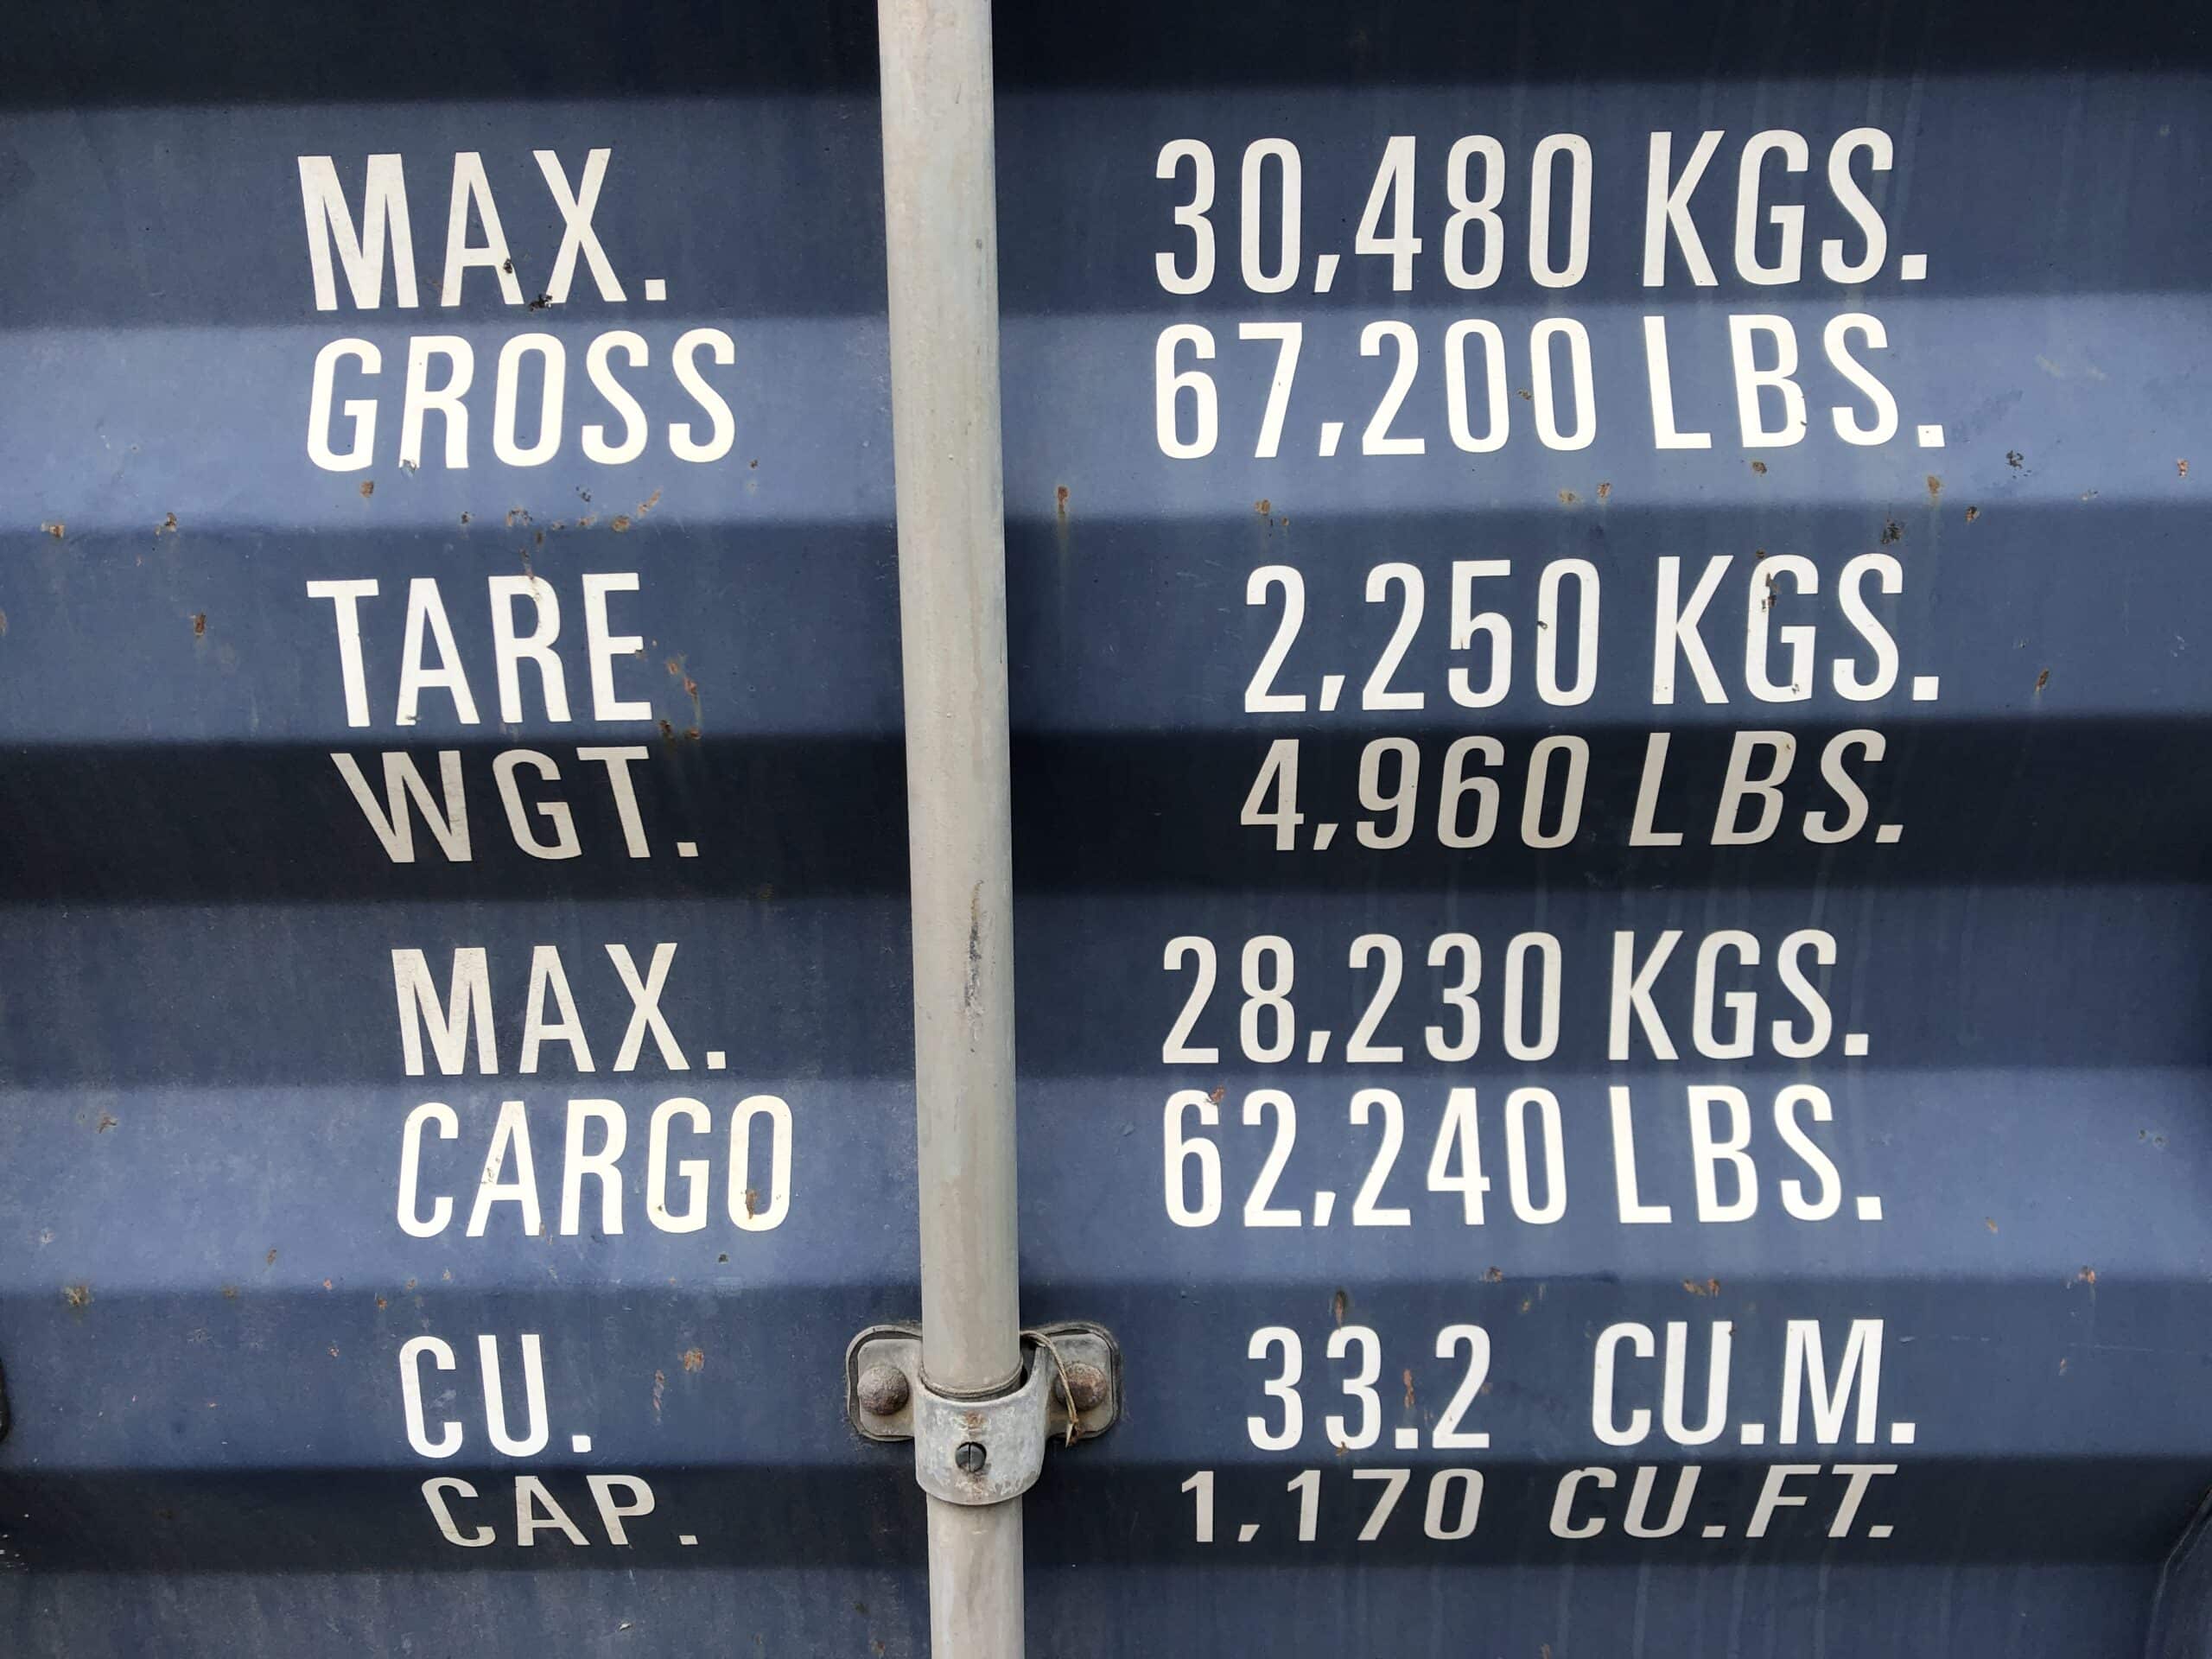 MAX. 30,480 KGS.
GROSS 67,200 LBS.
TARE 2,250 KGS.
WGT. 4,960 LBS.
MAX. 28,230 KGS.
CARGO 62,240 LBS.
CU. 33.2 CU.M.
CAP. 1,170 CU.FT.